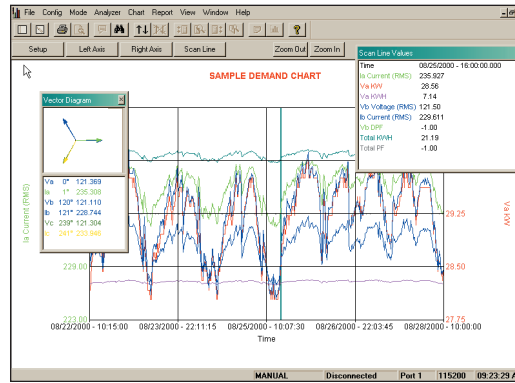 File Config Mode Analyzer Chart Report View Window Help
Setup Left Axis Right Axis Scan Line Zoom Out Zoom In
Scan Line Values
Time 08/25/2000 - 16:00:00.000
Ia Current (RMS) 235.927
Va KW 28.56
Va KWH 7.14
Vb Voltage (RMS) 121.50
Ib Current (RMS) 229.611
Vb DPF -1.00
Total KWH 21.19
Total PF -1.00
SAMPLE DEMAND CHART
Vector Diagram
Va 0° 121.369
Ia 1° 235.308
Vb 120° 121.110
Ib 121° 228.744
Vc 239° 121.304
Ia Current (RMS)
229.00
223.00
Va KW
29.25
28.50
27.75
08/22/2000 - 10:15:00 08/23/2000 - 22:11:15 08/25/2000 - 10:07:30 08/26/2000 - 22:03:45 08/28/2000 - 10:00:00
Time
MANUAL Disconnected Port 1 115200 09:23:29